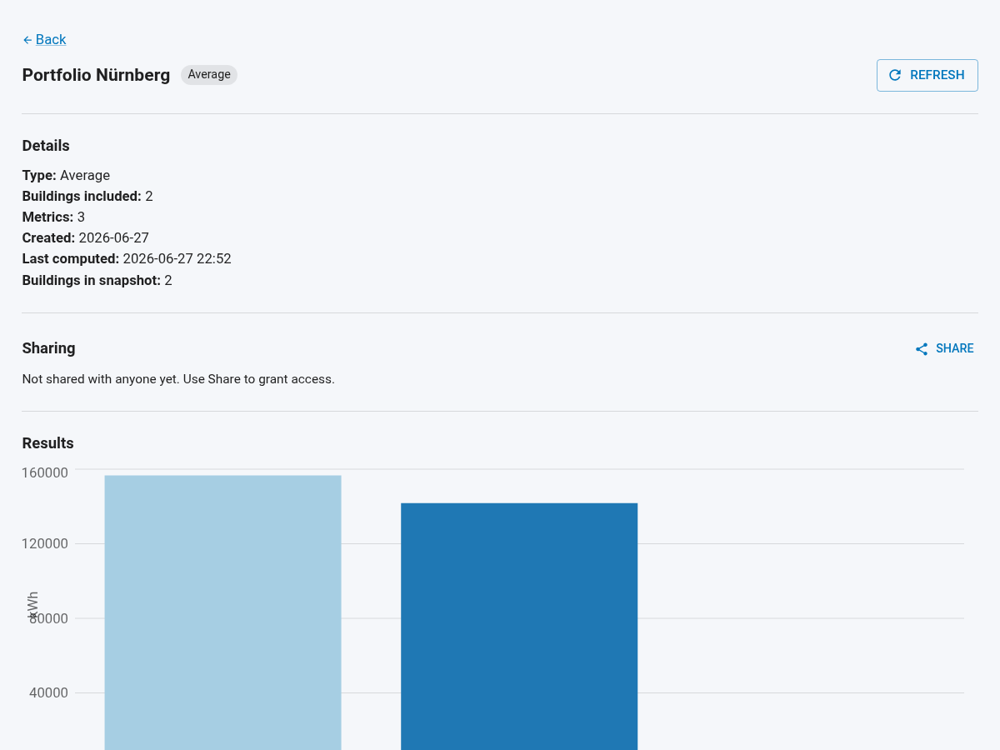 Back
Portfolio Nürnberg Average
REFRESH
Details
Type: Average
Buildings included: 2
Metrics: 3
Created: 2026-06-27
Last computed: 2026-06-27 22:52
Buildings in snapshot: 2
Sharing
SHARE
Not shared with anyone yet. Use Share to grant access.
Results
160000
120000
kWh
80000
40000